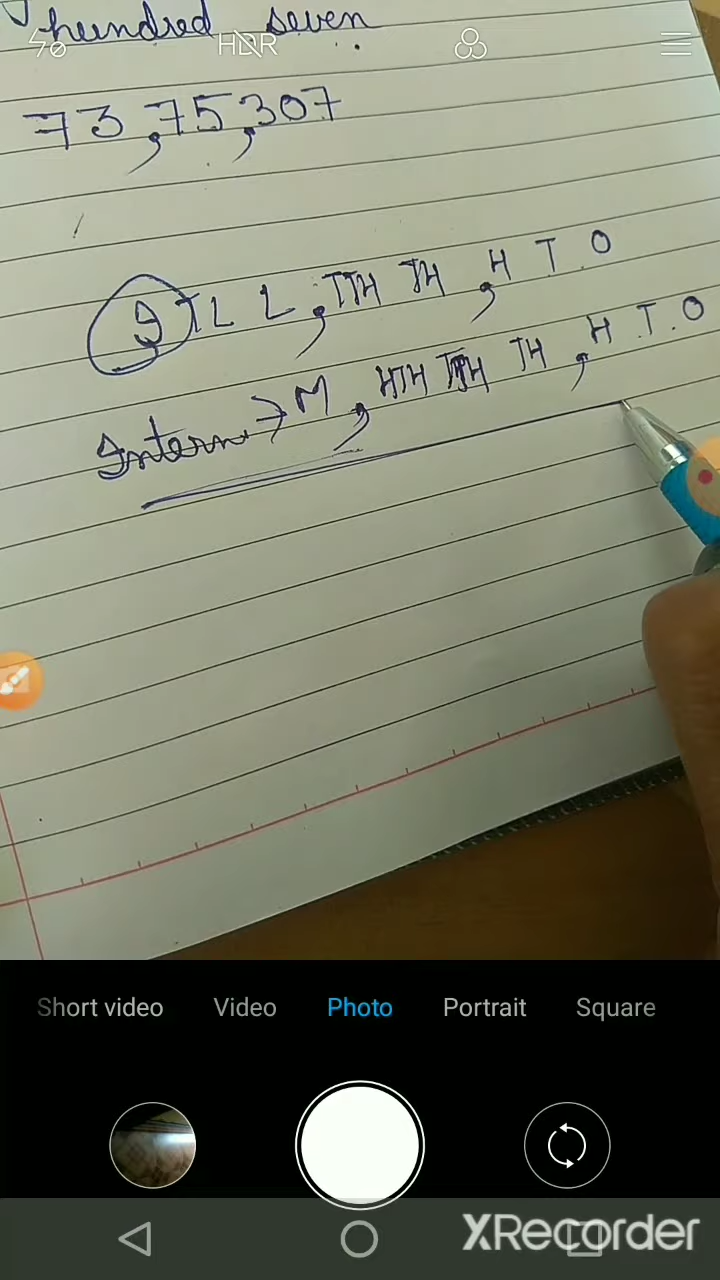 hundred seven
HDR
73,75,307
I TL L, TTH TH, H T O
Intern → M, HTH TTH TH, H T O
Short video Video Photo Portrait Square
XRecorder